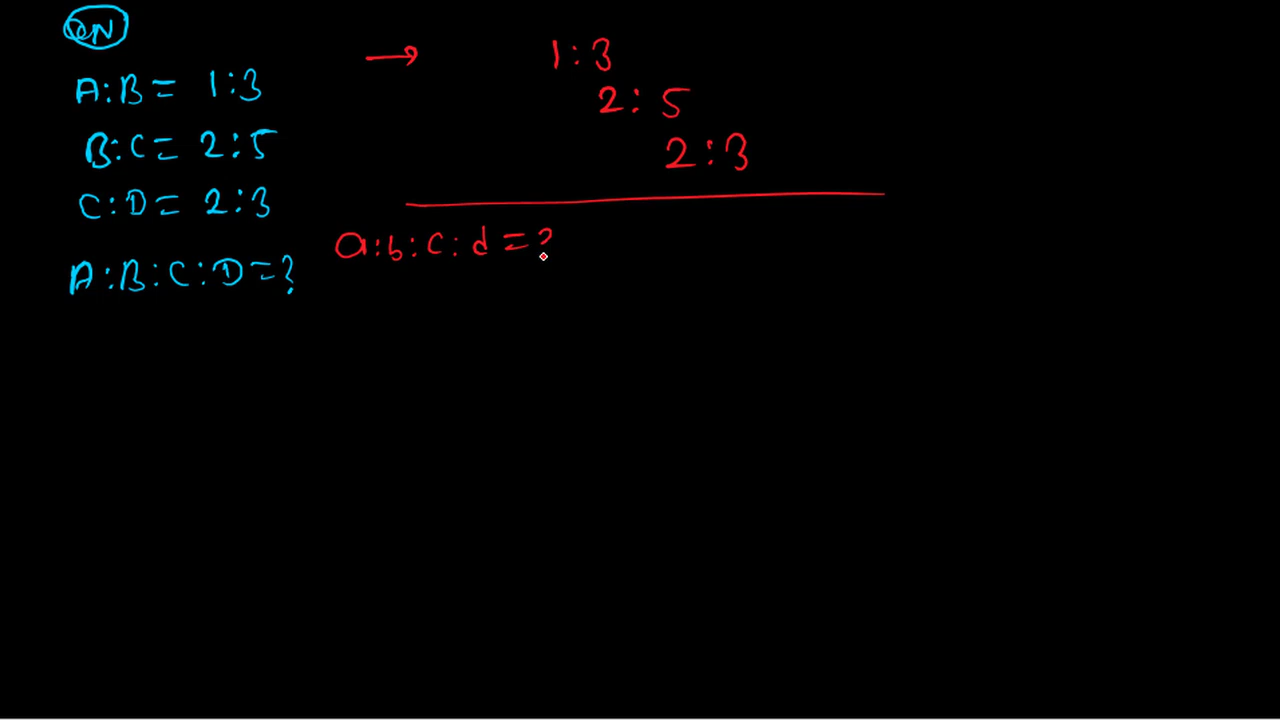 QN
A:B= 1:3
B:C= 2:5
C:D= 2:3
A:B:C:D=?
→ 1:3
2: 5
2:3
a:b:c:d=?